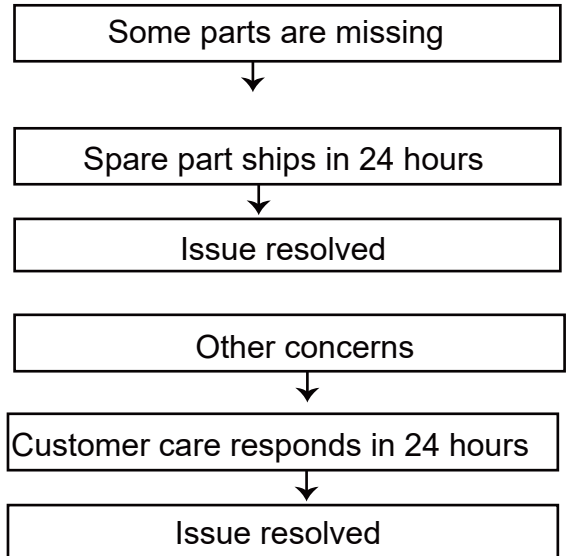 Some parts are missing
Spare part ships in 24 hours
Issue resolved
Other concerns
Customer care responds in 24 hours
Issue resolved